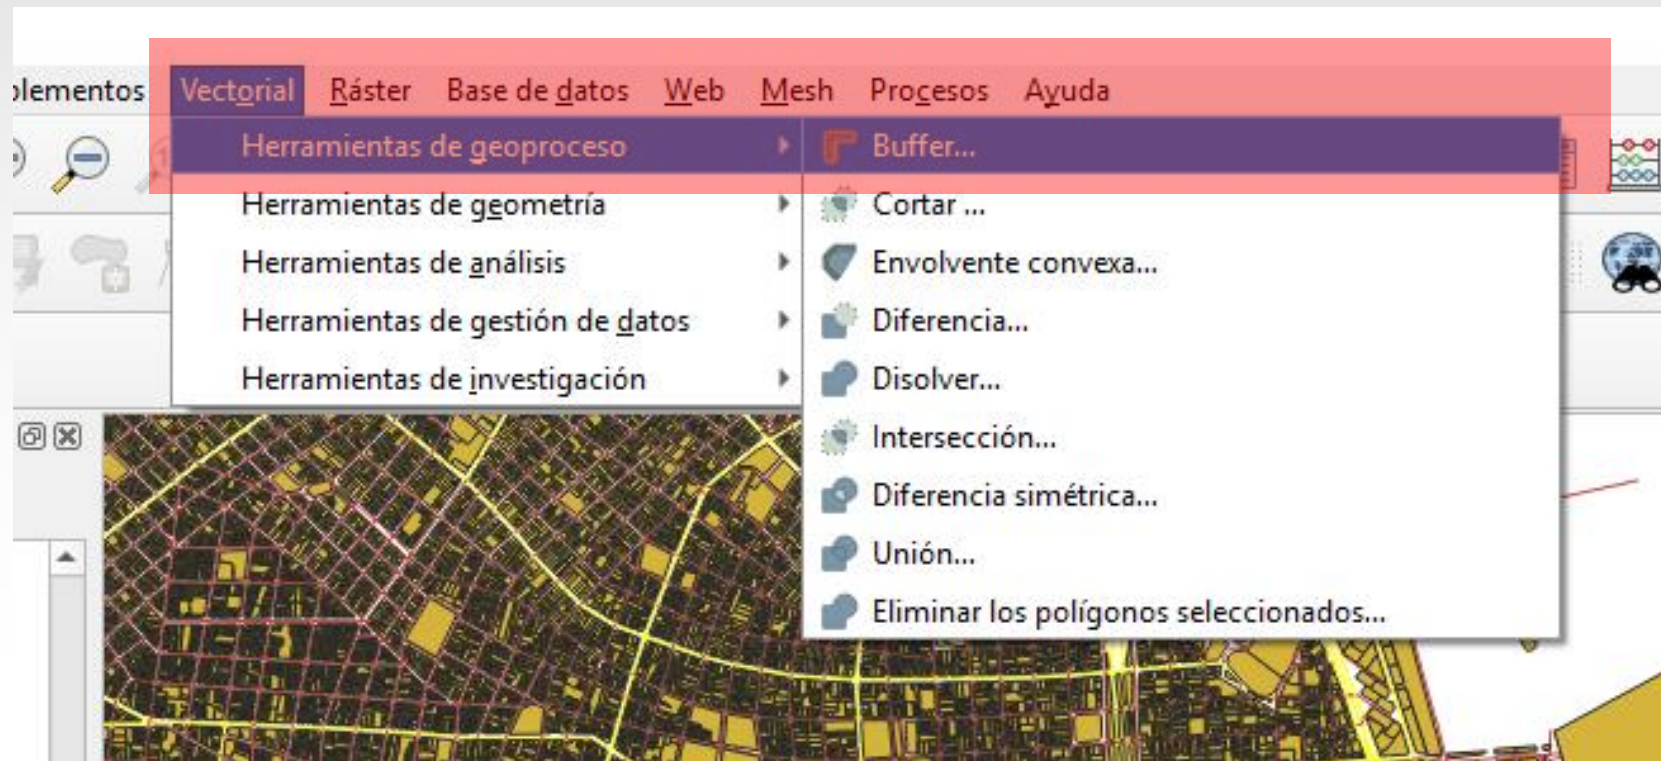 plementos Vectorial Ráster Base de datos Web Mesh Procesos Ayuda
Herramientas de geoproceso
Herramientas de geometría
Herramientas de análisis
Herramientas de gestión de datos
Herramientas de investigación
Buffer...
Cortar ...
Envolvente convexa...
Diferencia...
Disolver...
Intersección...
Diferencia simétrica...
Unión...
Eliminar los polígonos seleccionados...